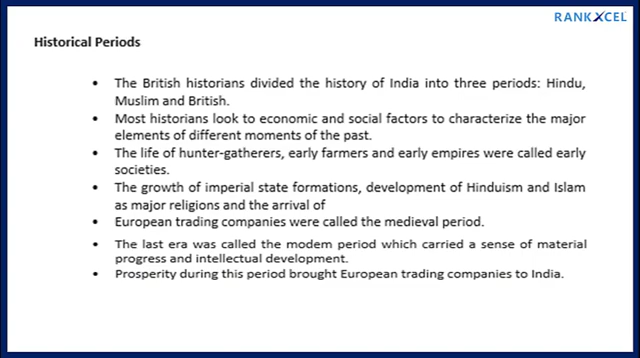 RANKXCEL
Historical Periods
• The British historians divided the history of India into three periods: Hindu,
Muslim and British.
• Most historians look to economic and social factors to characterize the major
elements of different moments of the past.
• The life of hunter-gatherers, early farmers and early empires were called early
societies.
• The growth of imperial state formations, development of Hinduism and Islam
as major religions and the arrival of
• European trading companies were called the medieval period.
• The last era was called the modem period which carried a sense of material
progress and intellectual development.
• Prosperity during this period brought European trading companies to India.